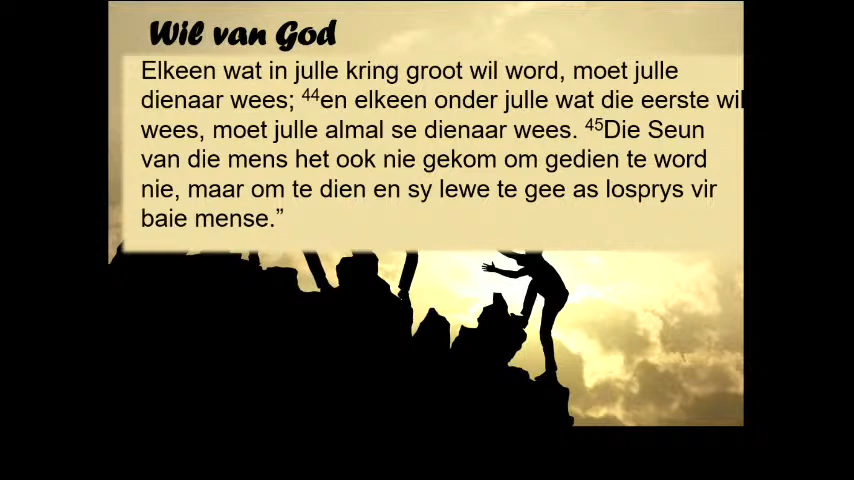 Wil van God
Elkeen wat in julle kring groot wil word, moet julle
dienaar wees; ⁴⁴en elkeen onder julle wat die eerste wil
wees, moet julle almal se dienaar wees. ⁴⁵Die Seun
van die mens het ook nie gekom om gedien te word
nie, maar om te dien en sy lewe te gee as losprys vir
baie mense.”